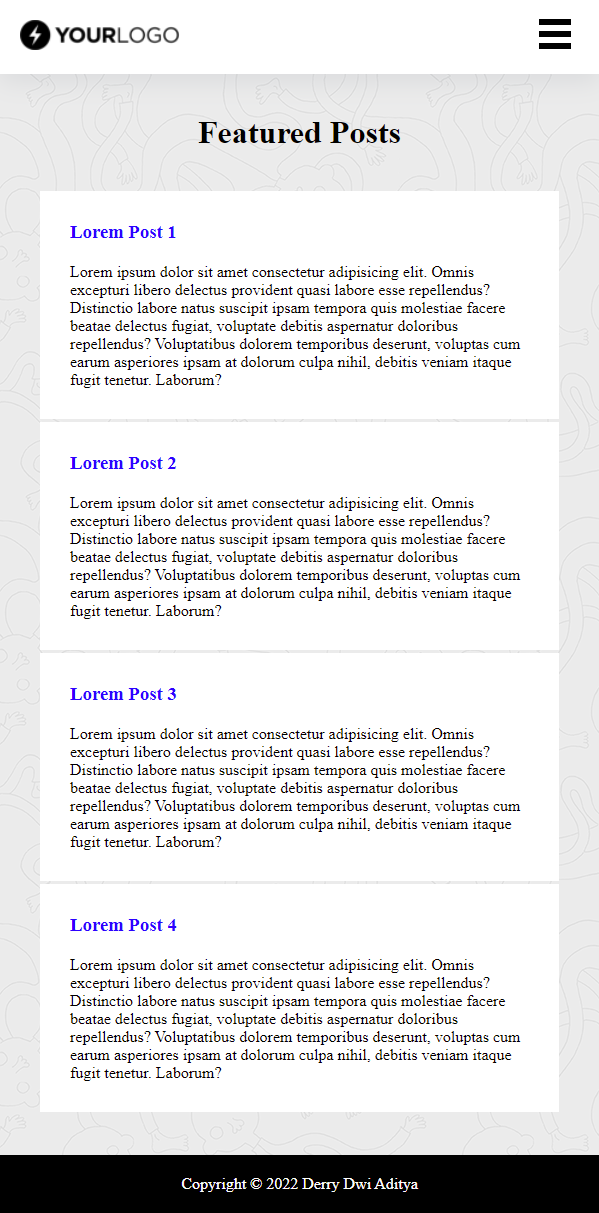 YOURLOGO
Featured Posts
Lorem Post 1
Lorem ipsum dolor sit amet consectetur adipisicing elit. Omnis
excepturi libero delectus provident quasi labore esse repellendus?
Distinctio labore natus suscipit ipsam tempora quis molestiae facere
beatae delectus fugiat, voluptate debitis aspernatur doloribus
repellendus? Voluptatibus dolorem temporibus deserunt, voluptas cum
earum asperiores ipsam at dolorum culpa nihil, debitis veniam itaque
fugit tenetur. Laborum?
Lorem Post 2
Lorem ipsum dolor sit amet consectetur adipisicing elit. Omnis
excepturi libero delectus provident quasi labore esse repellendus?
Distinctio labore natus suscipit ipsam tempora quis molestiae facere
beatae delectus fugiat, voluptate debitis aspernatur doloribus
repellendus? Voluptatibus dolorem temporibus deserunt, voluptas cum
earum asperiores ipsam at dolorum culpa nihil, debitis veniam itaque
fugit tenetur. Laborum?
Lorem Post 3
Lorem ipsum dolor sit amet consectetur adipisicing elit. Omnis
excepturi libero delectus provident quasi labore esse repellendus?
Distinctio labore natus suscipit ipsam tempora quis molestiae facere
beatae delectus fugiat, voluptate debitis aspernatur doloribus
repellendus? Voluptatibus dolorem temporibus deserunt, voluptas cum
earum asperiores ipsam at dolorum culpa nihil, debitis veniam itaque
fugit tenetur. Laborum?
Lorem Post 4
Lorem ipsum dolor sit amet consectetur adipisicing elit. Omnis
excepturi libero delectus provident quasi labore esse repellendus?
Distinctio labore natus suscipit ipsam tempora quis molestiae facere
beatae delectus fugiat, voluptate debitis aspernatur doloribus
repellendus? Voluptatibus dolorem temporibus deserunt, voluptas cum
earum asperiores ipsam at dolorum culpa nihil, debitis veniam itaque
fugit tenetur. Laborum?
Copyright © 2022 Derry Dwi Aditya